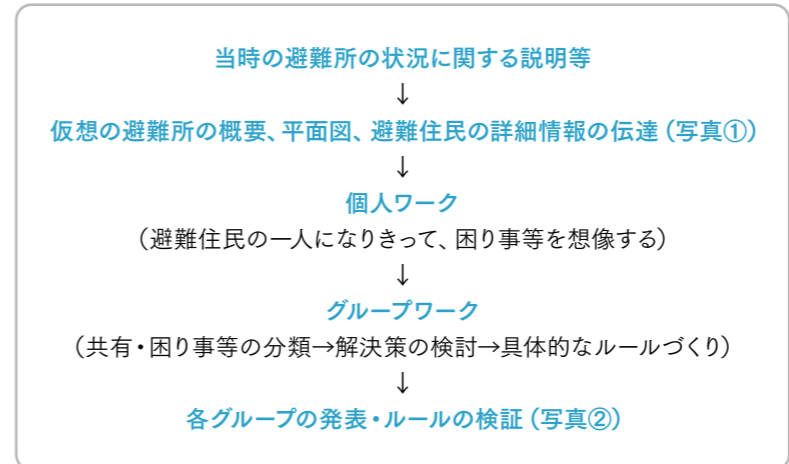 当時の避難所の状況に関する説明等
↓
仮想の避難所の概要、平面図、避難住民の詳細情報の伝達（写真①）
↓
個人ワーク
（避難住民の一人になりきって、困り事等を想像する）
↓
グループワーク
（共有・困り事等の分類→解決策の検討→具体的なルールづくり）
↓
各グループの発表・ルールの検証（写真②）